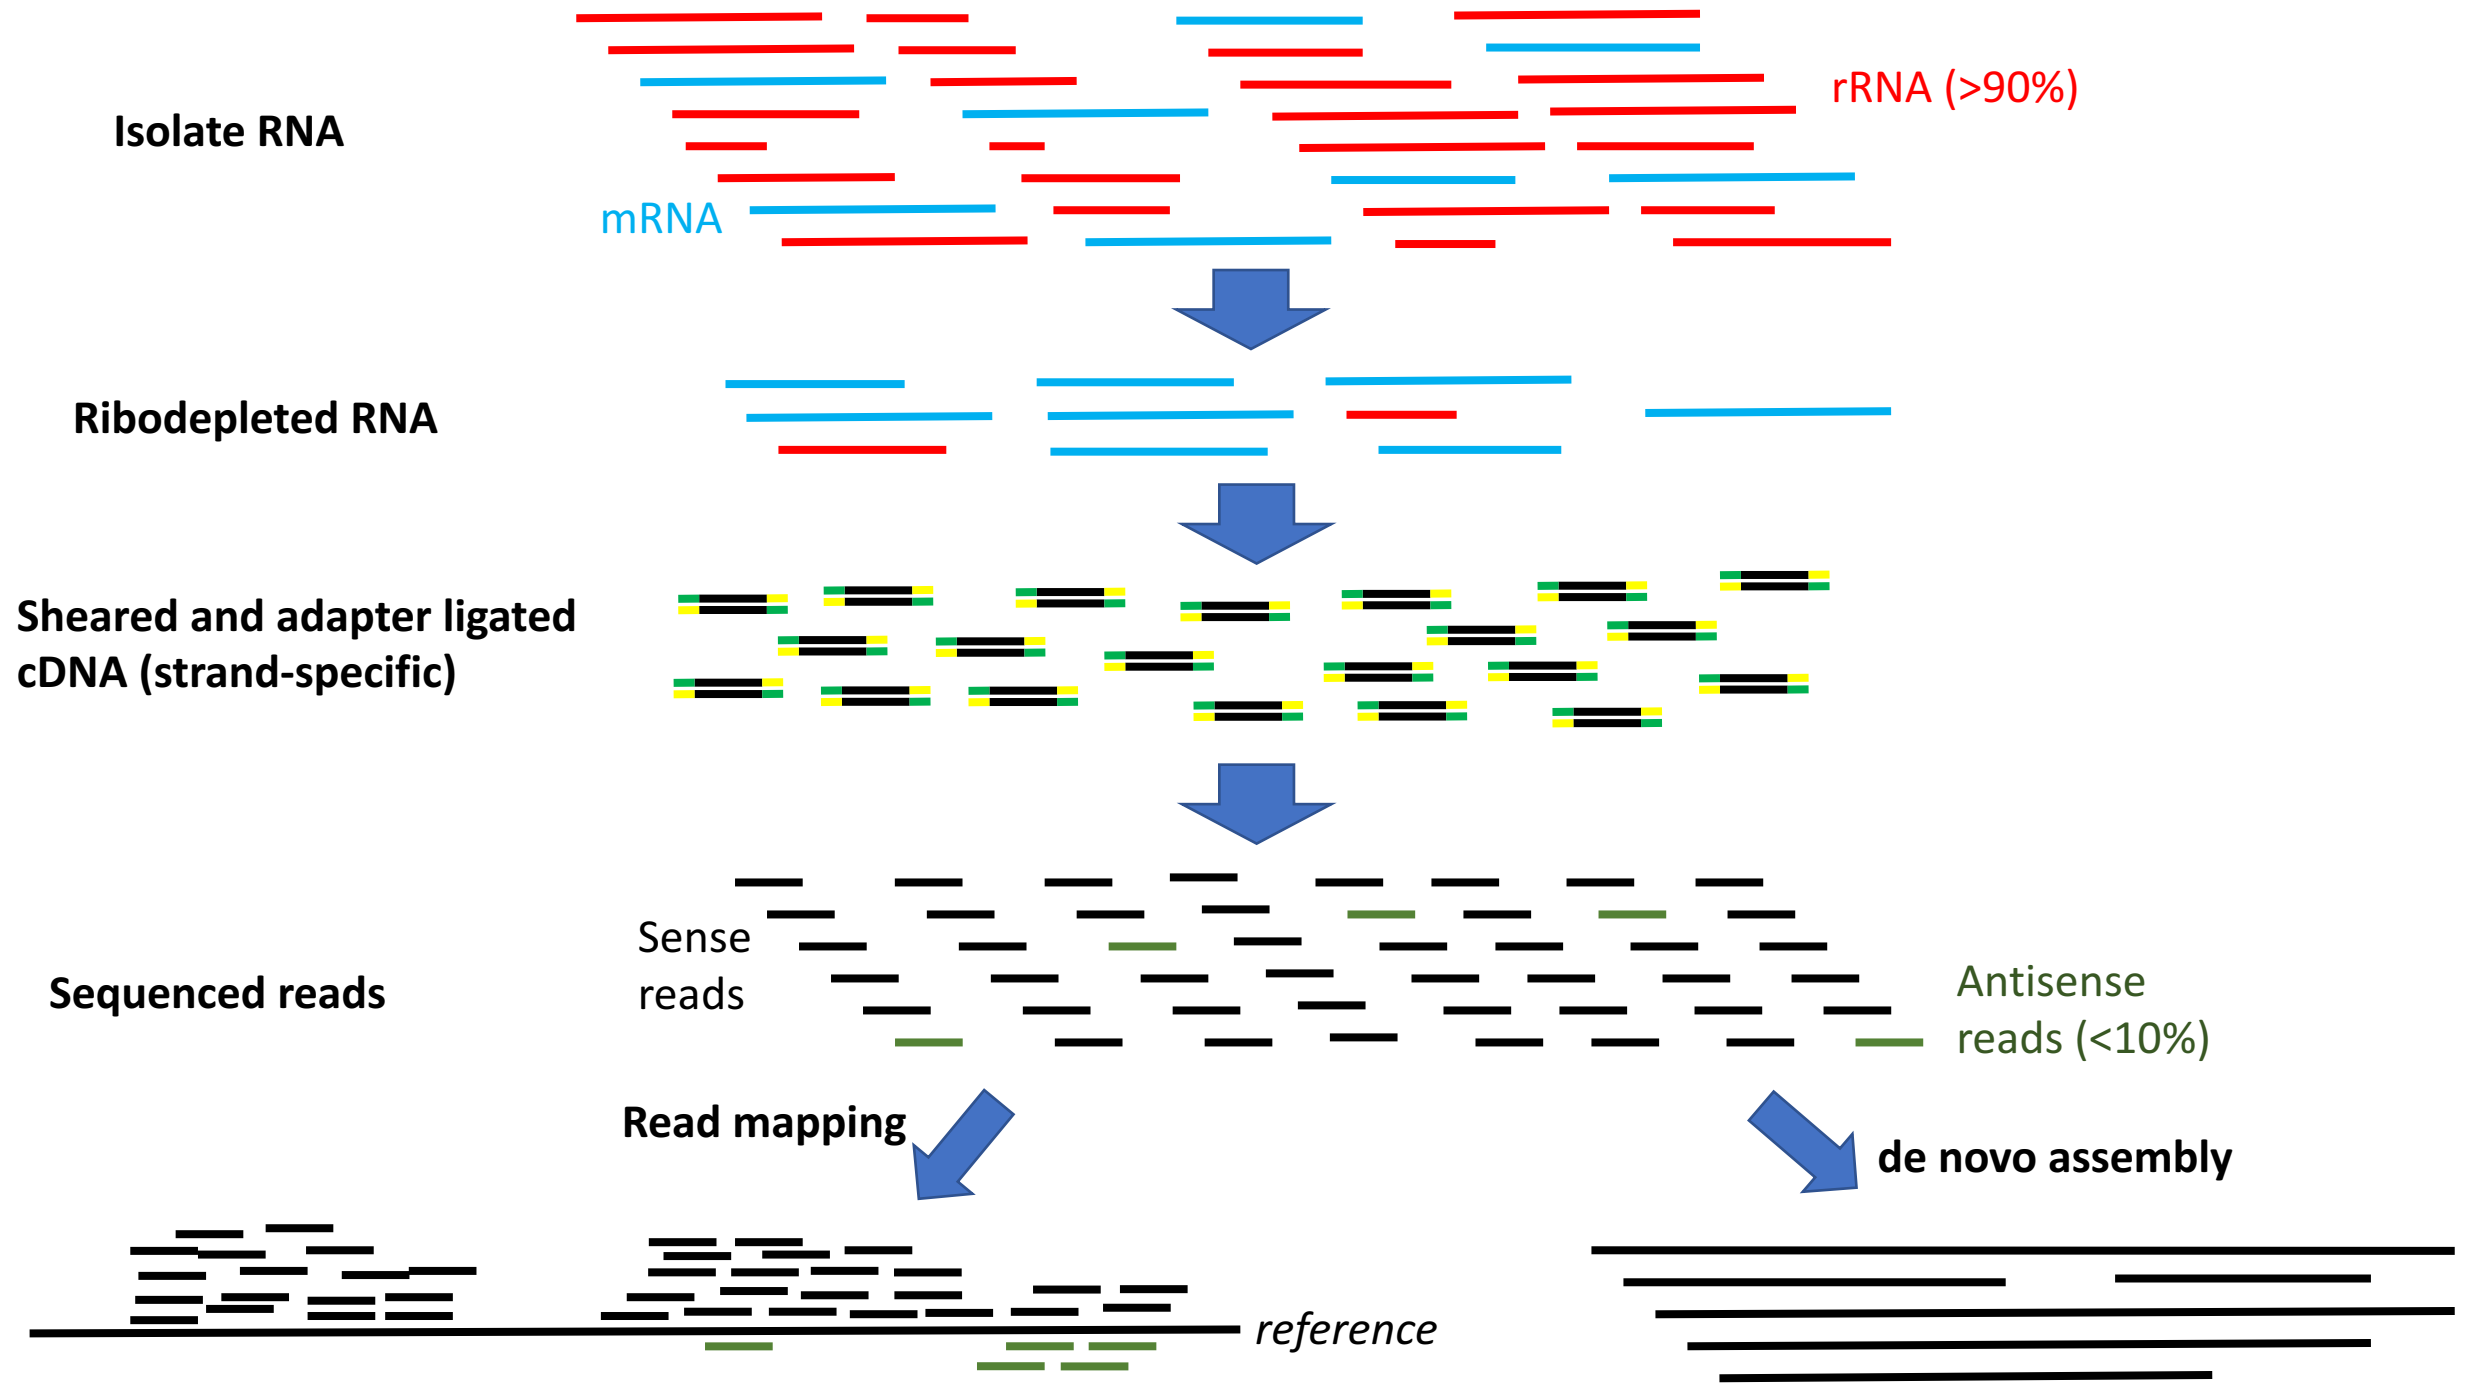 rRNA (>90%)
Isolate RNA
mRNA
Ribodepleted RNA
Sheared and adapter ligated
cDNA (strand-specific)
Sense
reads
Sequenced reads
Antisense
reads (<10%)
Read mapping
de novo assembly
reference